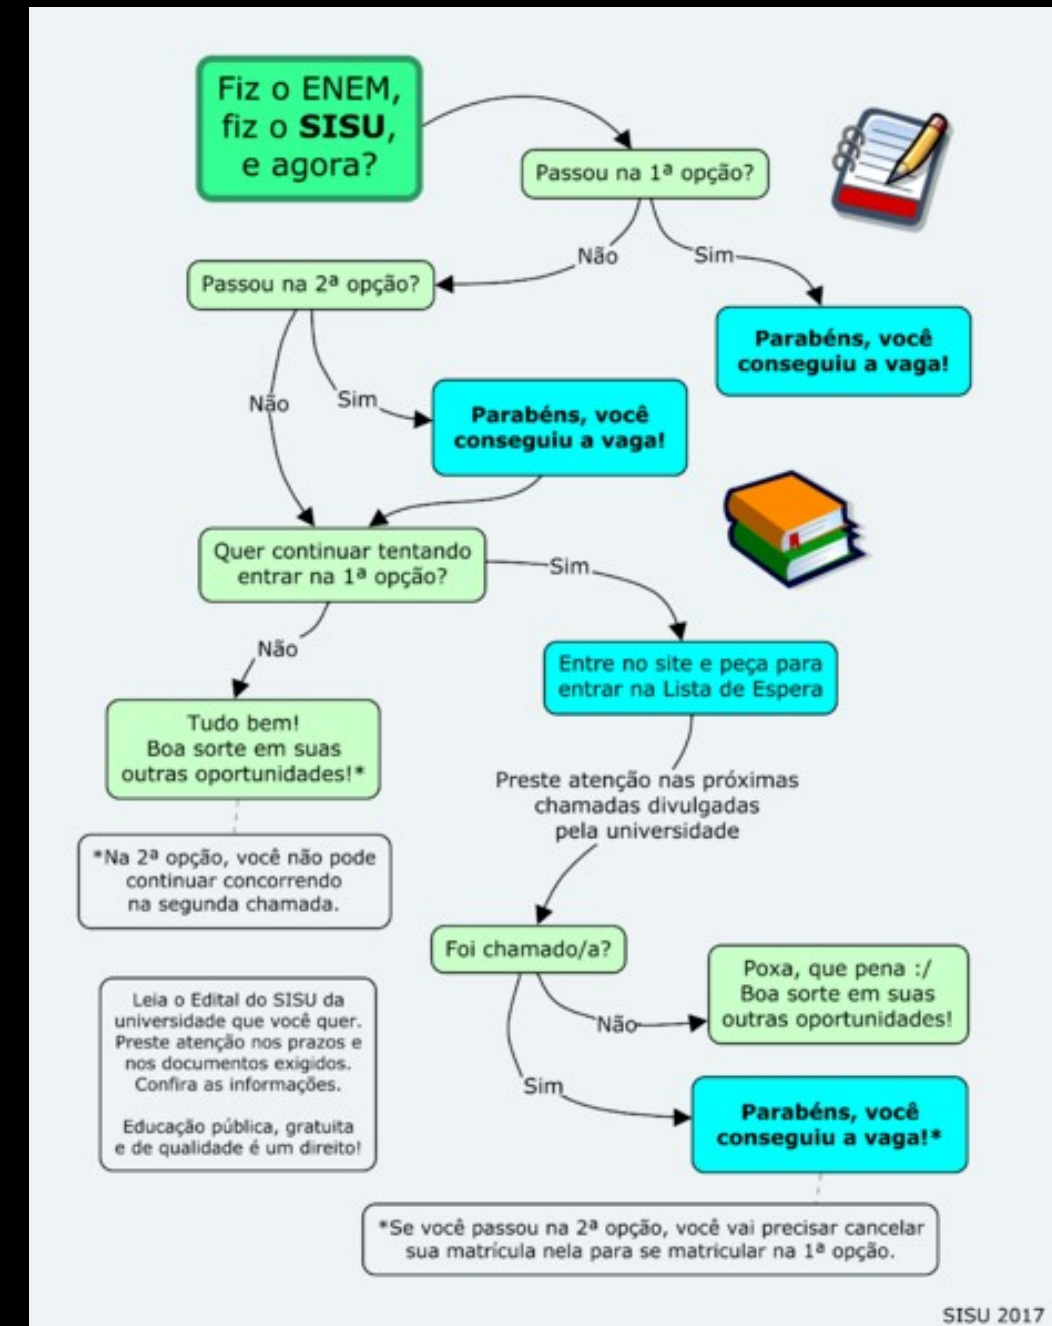 Fiz o ENEM,
fiz o SISU,
e agora?
Passou na 1ª opção?
Não
Sim
Passou na 2ª opção?
Parabéns, você
conseguiu a vaga!
Não
Sim
Parabéns, você
conseguiu a vaga!
Quer continuar tentando
entrar na 1ª opção?
Sim
Não
Entre no site e peça para
entrar na Lista de Espera
Tudo bem!
Boa sorte em suas
outras oportunidades!*
Preste atenção nas próximas
chamadas divulgadas
pela universidade
*Na 2ª opção, você não pode
continuar concorrendo
na segunda chamada.
Foi chamado/a?
Poxa, que pena :/
Boa sorte em suas
outras oportunidades!
Não
Sim
Leia o Edital do SISU da
universidade que você quer.
Preste atenção nos prazos e
nos documentos exigidos.
Confira as informações.
Educação pública, gratuita
e de qualidade é um direito!
Parabéns, você
conseguiu a vaga!*
*Se você passou na 2ª opção, você vai precisar cancelar
sua matrícula nela para se matricular na 1ª opção.
SISU 2017